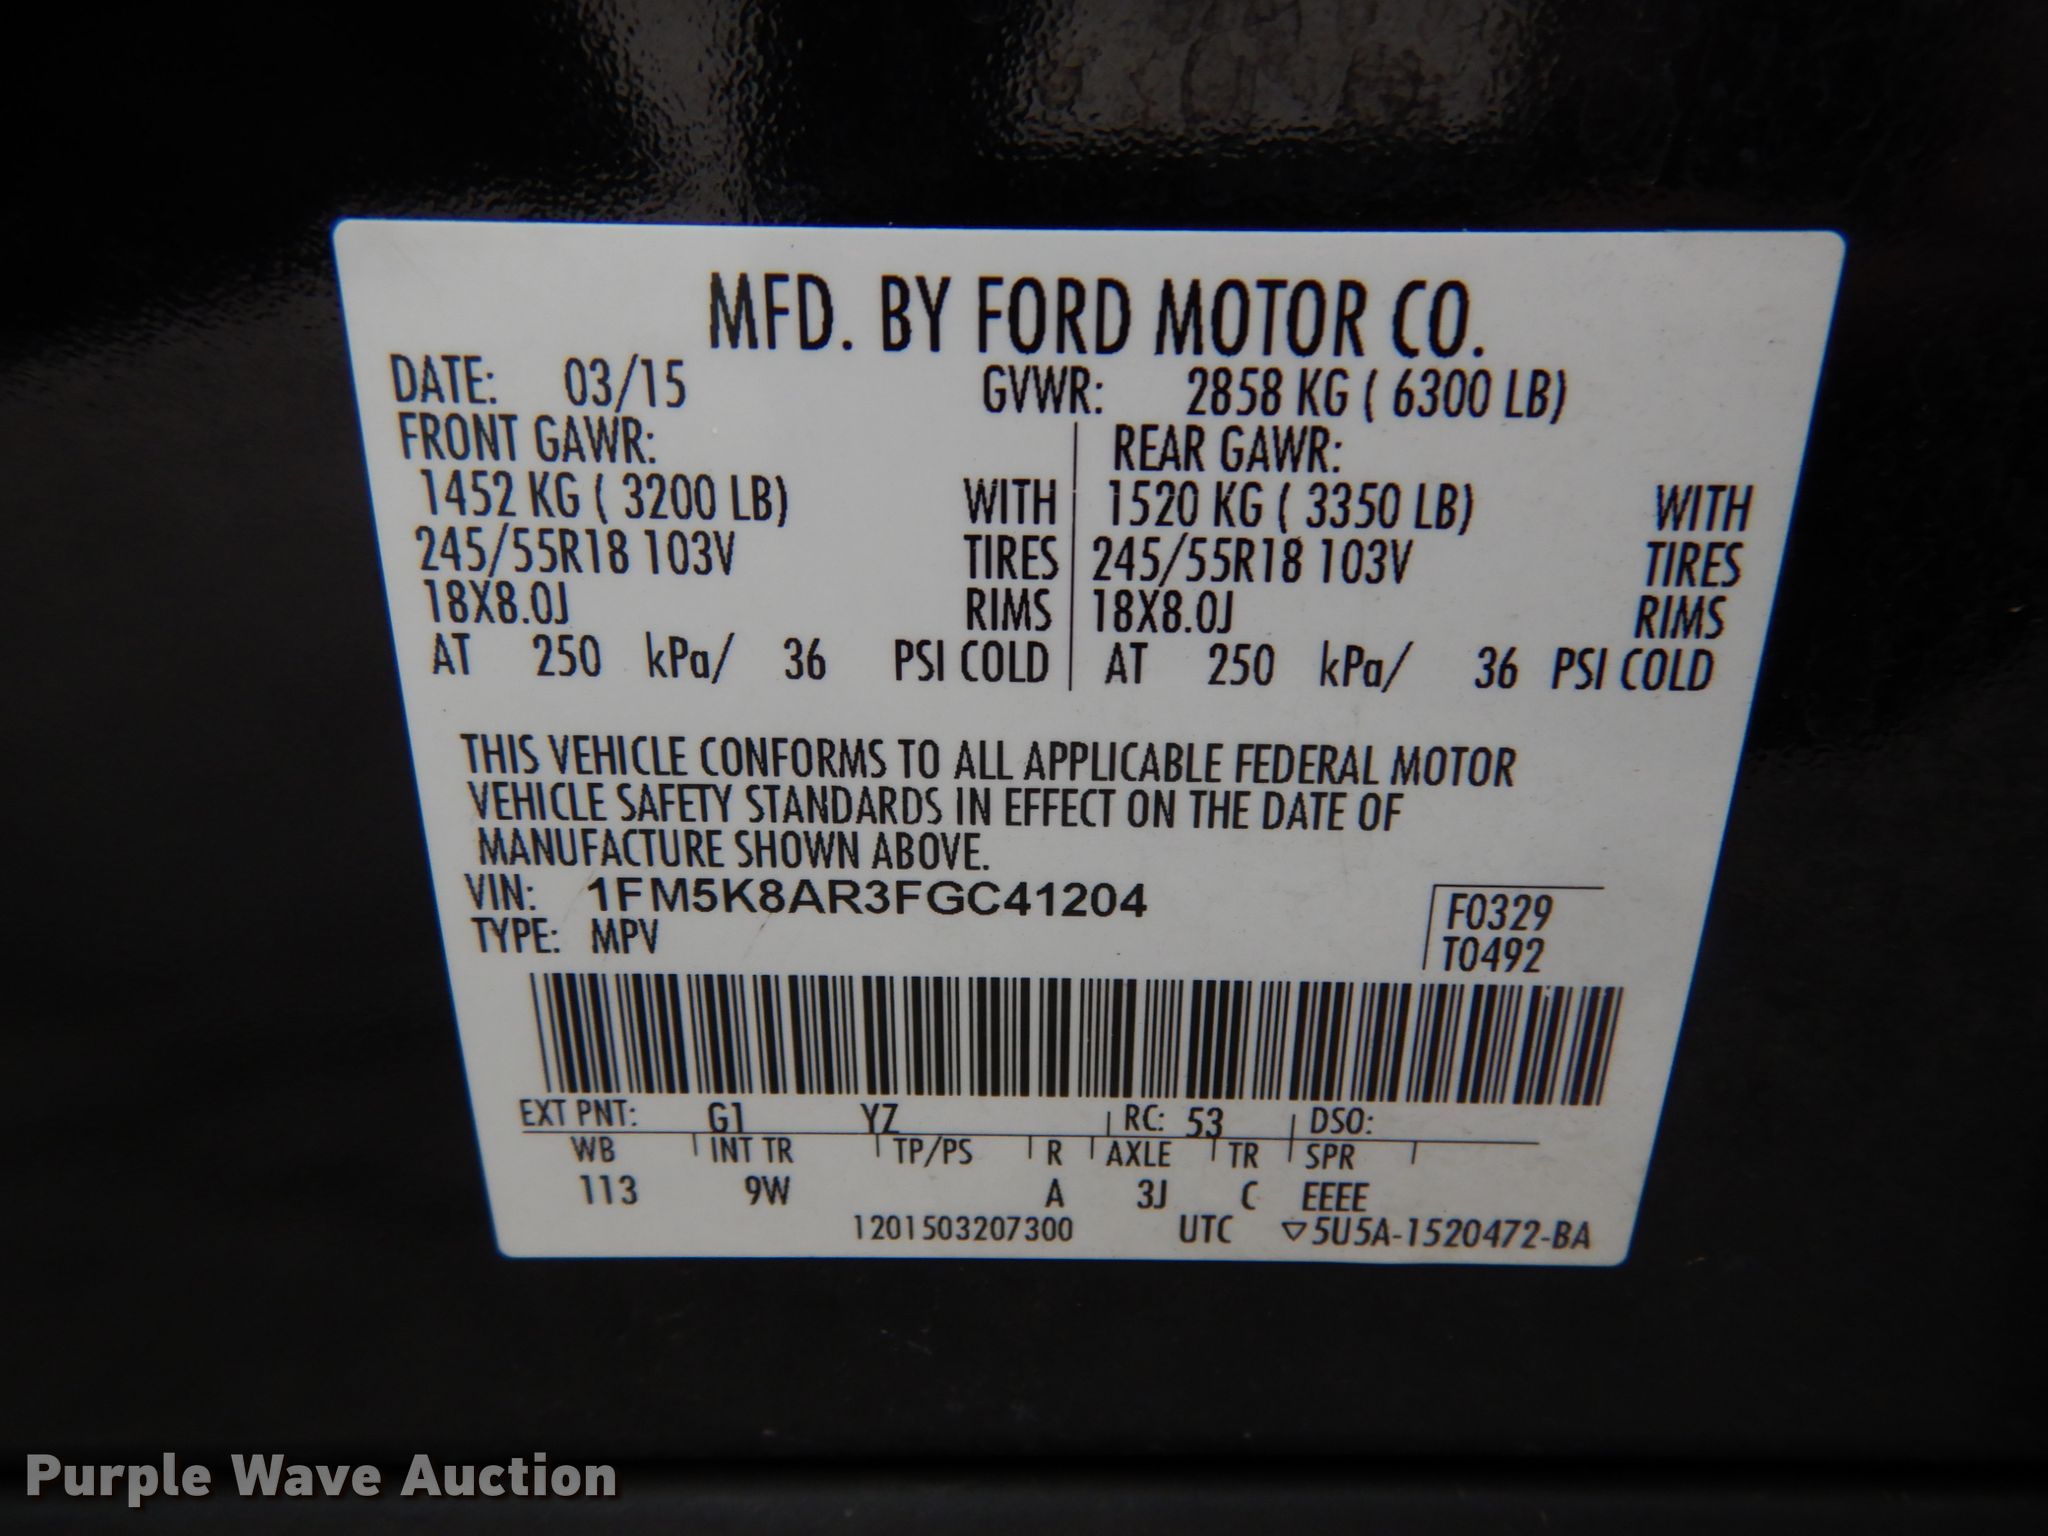 MFD. BY FORD MOTOR CO.
DATE: 03/15 GVWR: 2858 KG ( 6300 LB)
FRONT GAWR: REAR GAWR:
1452 KG ( 3200 LB) WITH 1520 KG ( 3350 LB) WITH
245/55R18 103V TIRES 245/55R18 103V TIRES
18X8.0J RIMS 18X8.0J RIMS
AT 250 kPa/ 36 PSI COLD AT 250 kPa/ 36 PSI COLD
THIS VEHICLE CONFORMS TO ALL APPLICABLE FEDERAL MOTOR
VEHICLE SAFETY STANDARDS IN EFFECT ON THE DATE OF
MANUFACTURE SHOWN ABOVE.
VIN: 1FM5K8AR3FGC41204 F0329
TYPE: MPV T0492
EXT PNT: G1 YZ RC: 53 DSO:
WB INT TR TP/PS R AXLE TR SPR
113 9W A 3J C EEEE
1201503207300 UTC ▽5U5A-1520472-BA
Purple Wave Auction